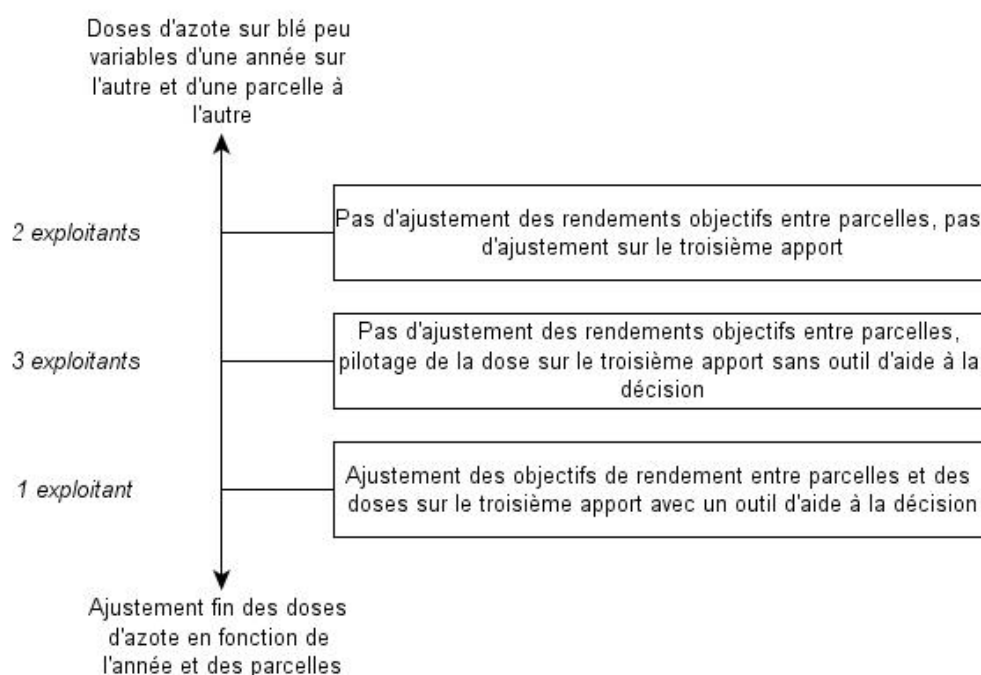 Doses d'azote sur blé peu
variables d'une année sur
l'autre et d'une parcelle à
l'autre
2 exploitants
Pas d'ajustement des rendements objectifs entre parcelles, pas
d'ajustement sur le troisième apport
3 exploitants
Pas d'ajustement des rendements objectifs entre parcelles,
pilotage de la dose sur le troisième apport sans outil d'aide à la
décision
1 exploitant
Ajustement des objectifs de rendement entre parcelles et des
doses sur le troisième apport avec un outil d'aide à la décision
Ajustement fin des doses
d'azote en fonction de
l'année et des parcelles